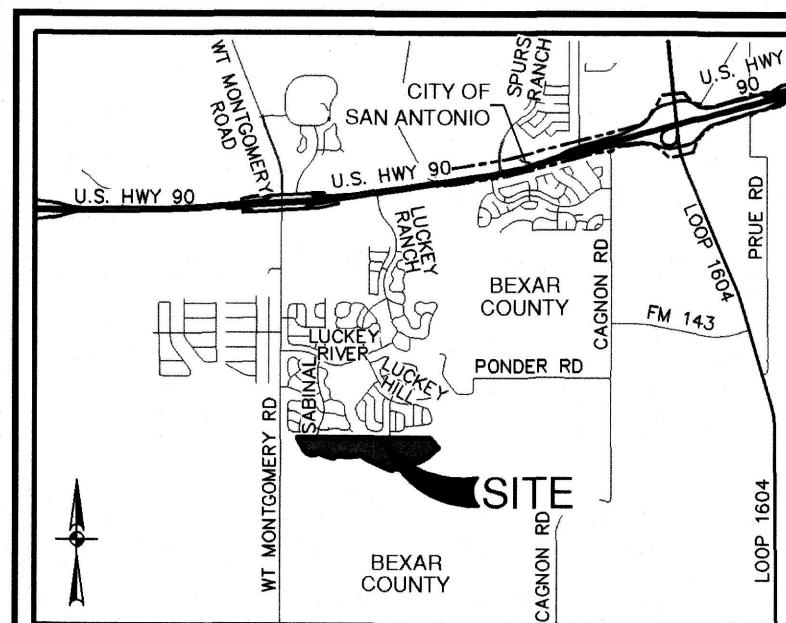 WT MONTGOMERY
ROAD
SPURS
RANCH
U.S. HWY
90
CITY OF
SAN ANTONIO
U.S. HWY 90
U.S. HWY 90
LUCKEY
RANCH
LOOP 1604
PRUE RD
BEXAR
COUNTY
CAGNON RD
FM 143
LUCKEY
RIVER
SABINAL
LUCKEY
HILL
PONDER RD
WT MONTGOMERY RD
SITE
CAGNON RD
LOOP 1604
BEXAR
COUNTY